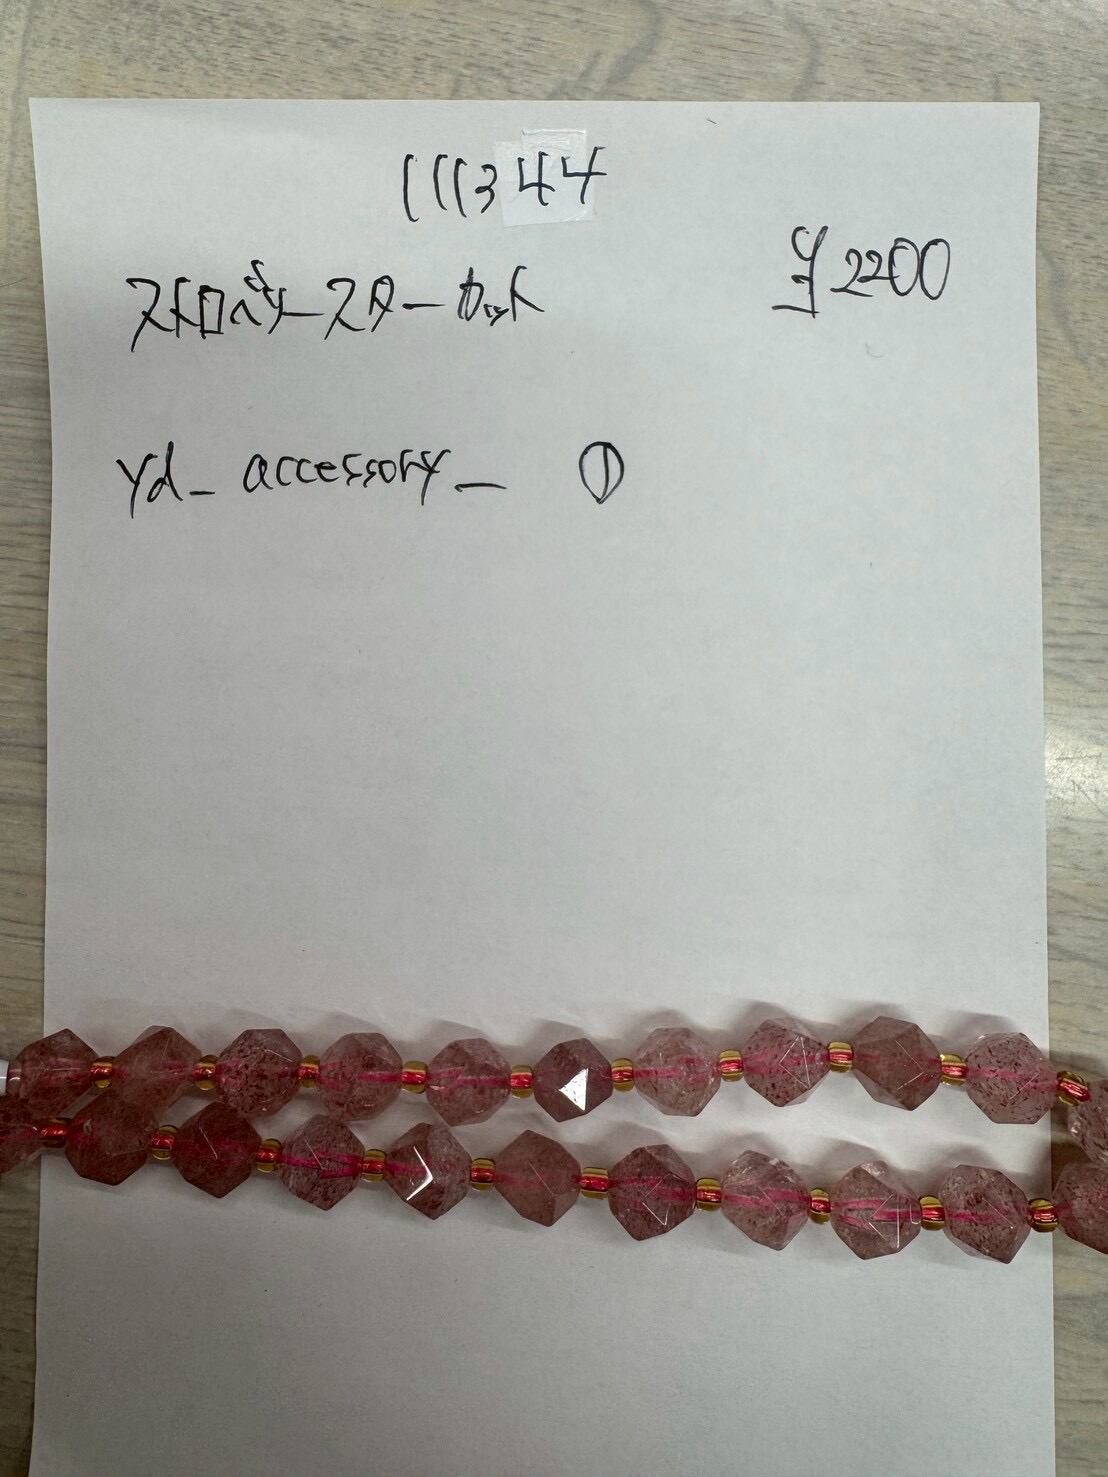 111344
¥2200
ストロベリースターカット
yd_accessory_ ①